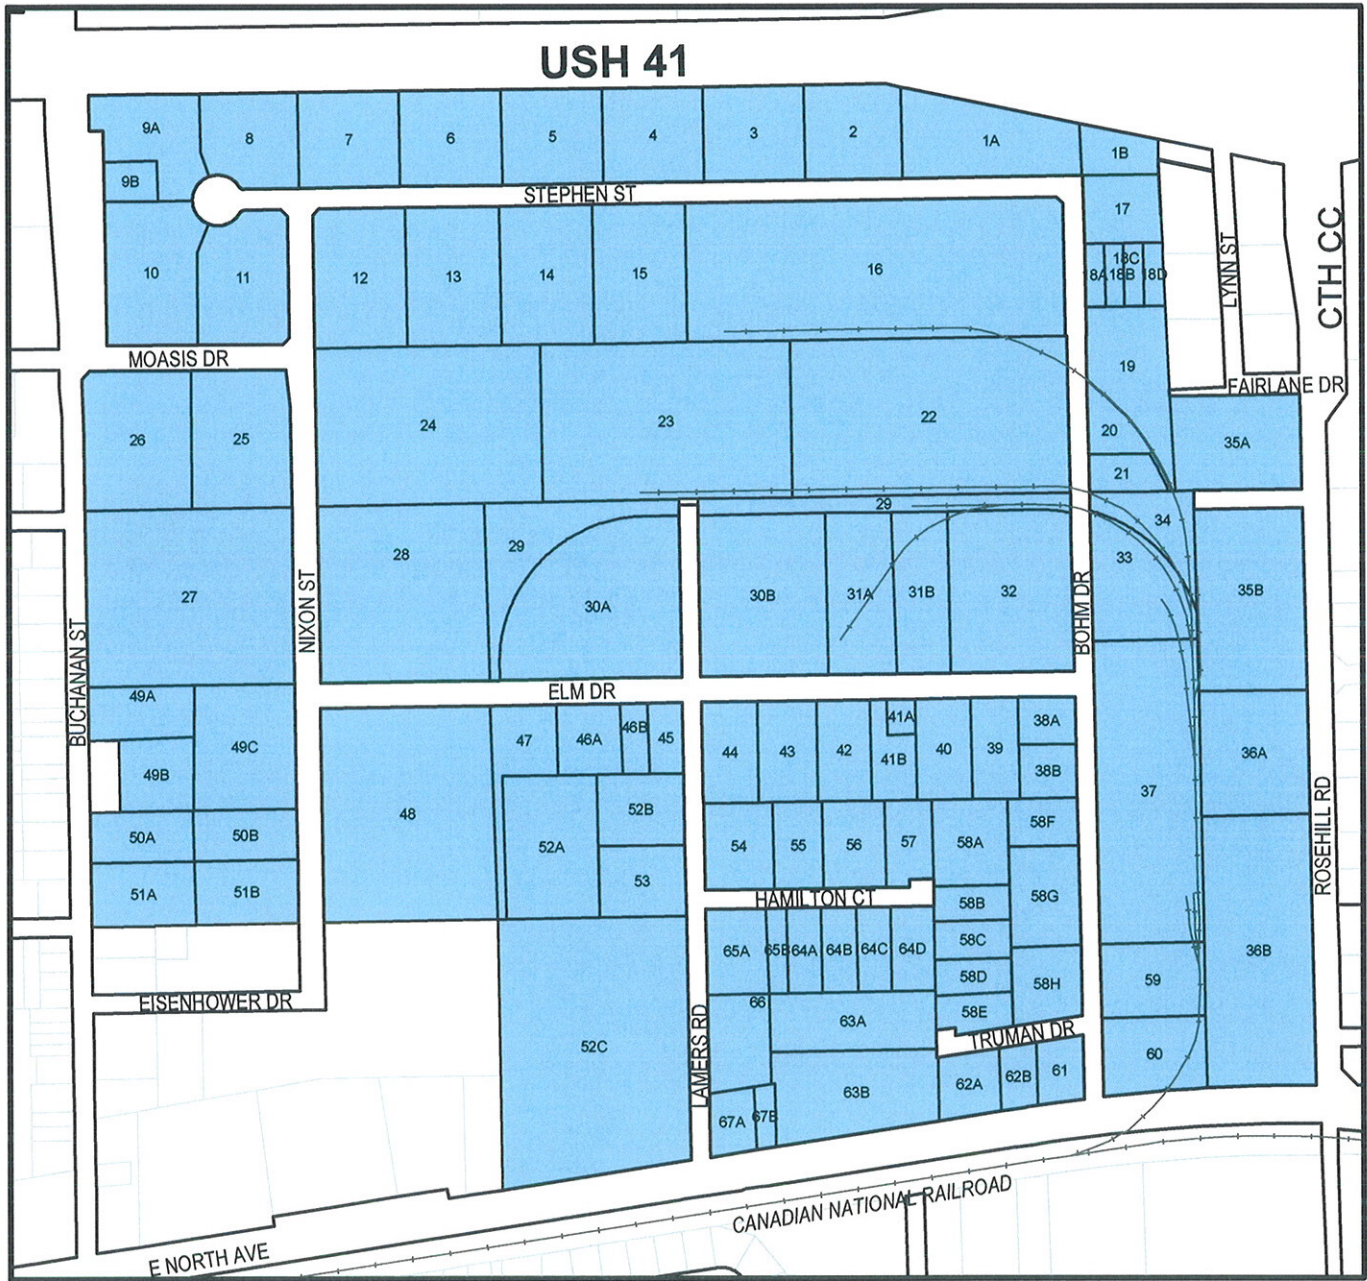 USH 41
9A
8
7
6
5
4
3
2
1A
1B
9B
STEPHEN ST
17
10
11
12
13
14
15
16
18A
18B
18C
18D
LYNN ST
CTH CC
MOASIS DR
19
FAIRLANE DR
26
25
24
23
22
20
35A
21
29
34
28
29
33
27
NIXON ST
30A
30B
31A
31B
32
BOHM DR
35B
BUCHANAN ST
ELM DR
49A
49C
49B
47
46A
46B
45
44
43
42
41A
41B
40
39
38A
38B
36A
37
48
50A
50B
52A
52B
54
55
56
57
58A
58F
ROSEHILL RD
51A
51B
53
HAMILTON CT
58B
58G
65A
65B
64A
64B
64C
64D
58C
36B
58D
58H
59
EISENHOWER DR
66
63A
58E
TRUMAN DR
52C
LAMERS RD
60
63B
62A
62B
61
67A
67B
CANADIAN NATIONAL RAILROAD
E NORTH AVE